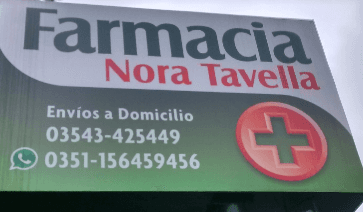 Farmacia
Nora Tavella
Envíos a Domicilio
03543-425449
0351-156459456